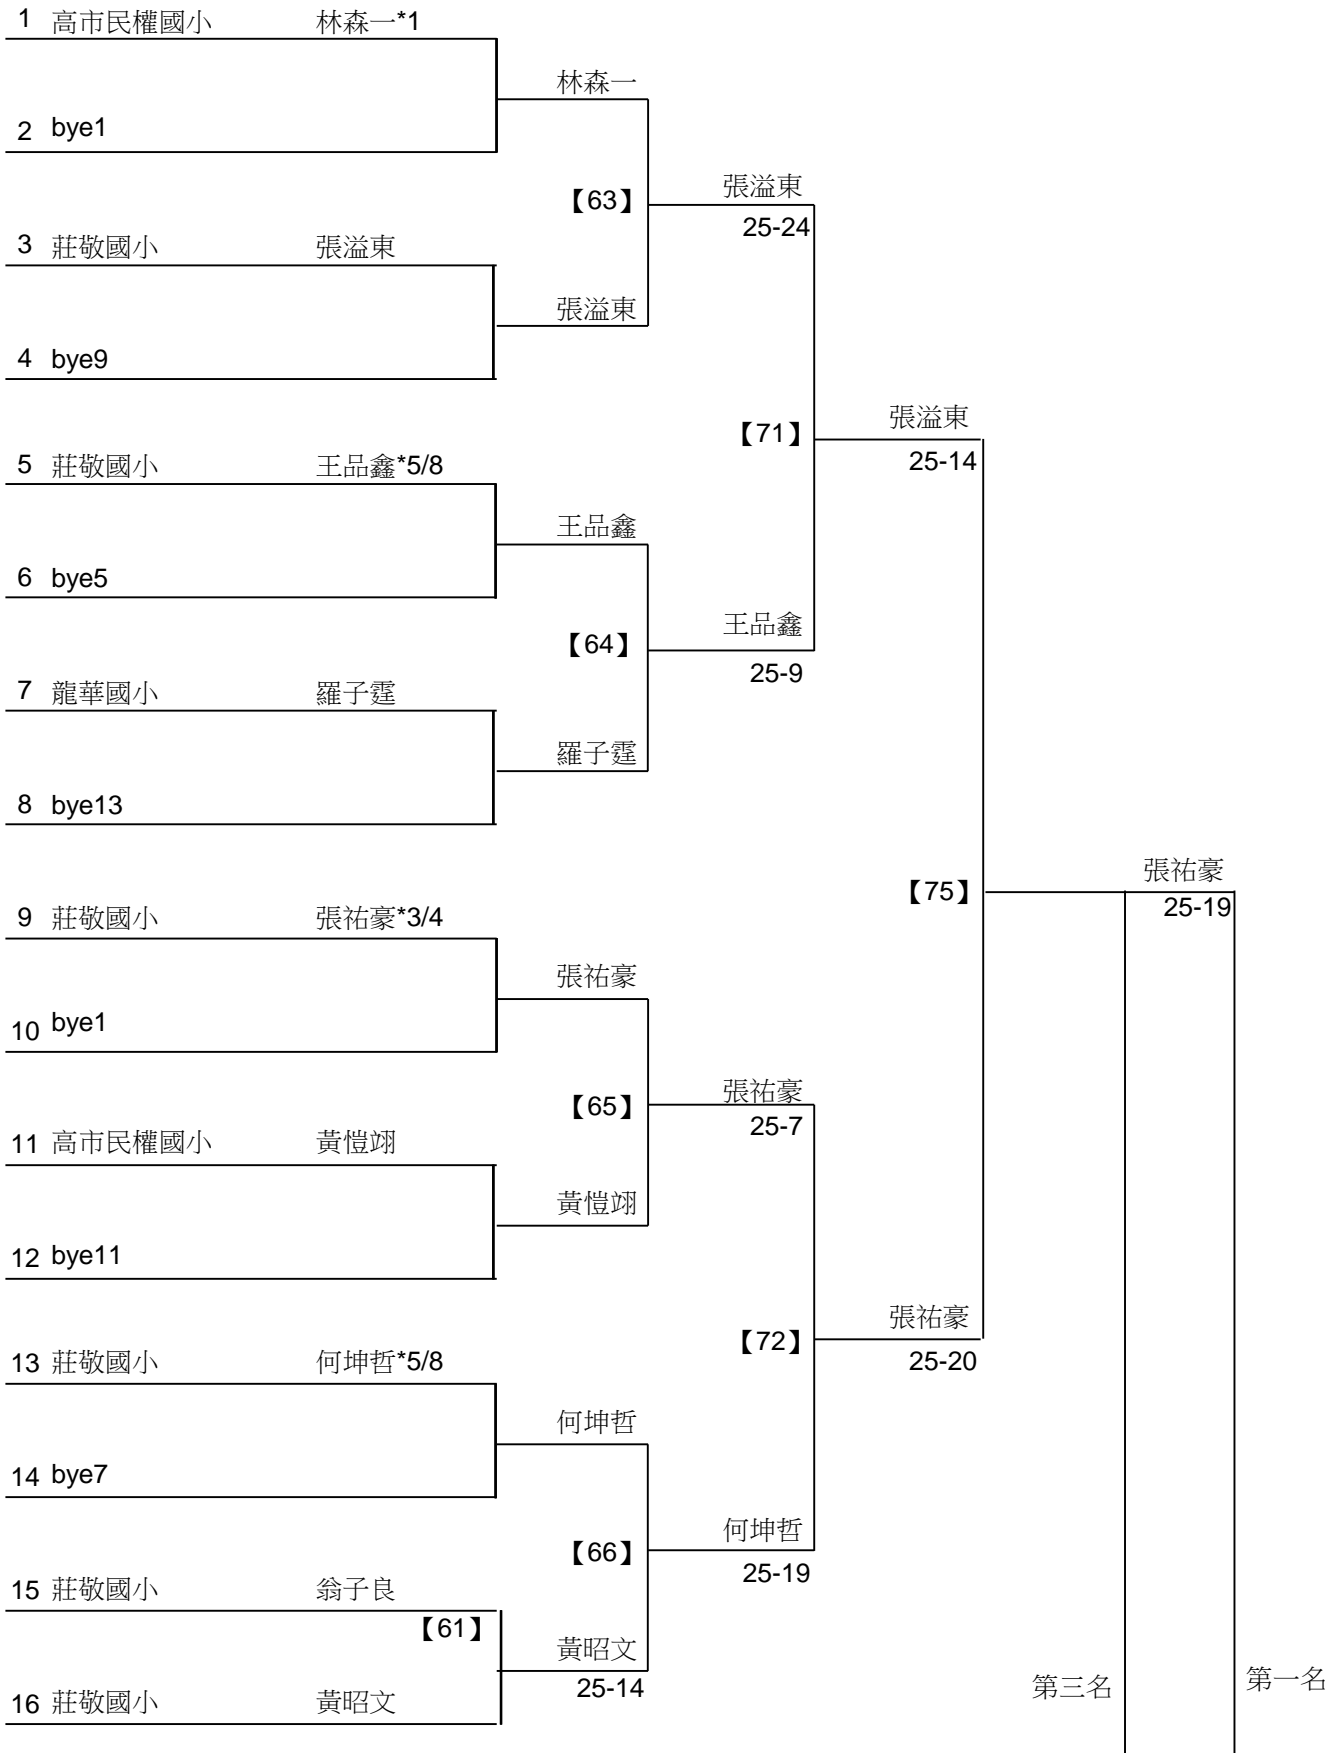 1 高市民權國小 林森一*1
林森一
2 bye1
【63】
張溢東
25-24
3 莊敬國小 張溢東
張溢東
4 bye9
【71】
張溢東
25-14
5 莊敬國小 王品鑫*5/8
王品鑫
6 bye5
【64】
王品鑫
25-9
7 龍華國小 羅子霆
羅子霆
8 bye13
【75】
張祐豪
25-19
9 莊敬國小 張祐豪*3/4
張祐豪
10 bye1
【65】
張祐豪
25-7
11 高市民權國小 黃愷翊
黃愷翊
12 bye11
【72】
張祐豪
25-20
13 莊敬國小 何坤哲*5/8
何坤哲
14 bye7
【66】
何坤哲
25-19
15 莊敬國小 翁子良
【61】
黃昭文
25-14
16 莊敬國小 黃昭文
第三名
第一名